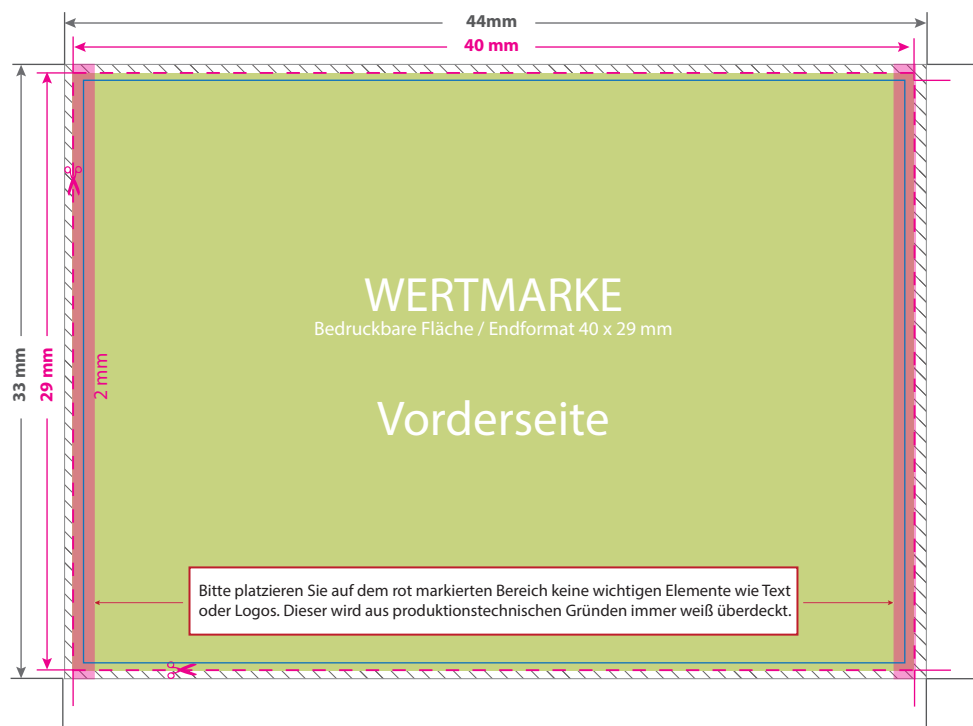 44mm
40 mm
33 mm
29 mm
2 mm
WERTMARKE
Bedruckbare Fläche / Endformat 40 x 29 mm
Vorderseite
Bitte platzieren Sie auf dem rot markierten Bereich keine wichtigen Elemente wie Text
oder Logos. Dieser wird aus produktionstechnischen Gründen immer weiß überdeckt.